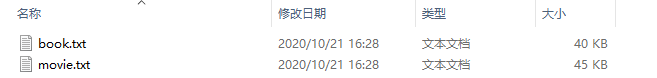 名称 修改日期 类型 大小
book.txt 2020/10/21 16:28 文本文档 40 KB
movie.txt 2020/10/21 16:28 文本文档 45 KB